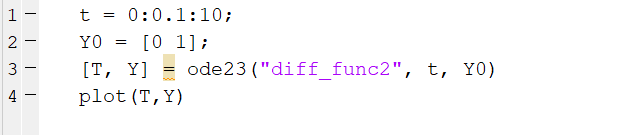 1 – t = 0:0.1:10;
2 – Y0 = [0 1];
3 – [T, Y] = ode23("diff_func2", t, Y0)
4 – plot(T,Y)